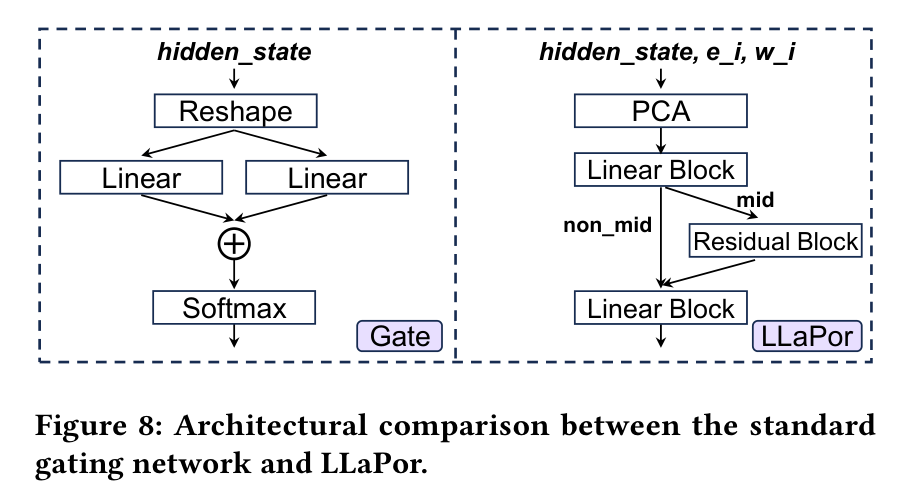 hidden_state
Reshape
Linear
Linear
Softmax
Gate
hidden_state, e_i, w_i
PCA
Linear Block
mid
non_mid
Residual Block
Linear Block
LLaPor
Figure 8: Architectural comparison between the standard
gating network and LLaPor.